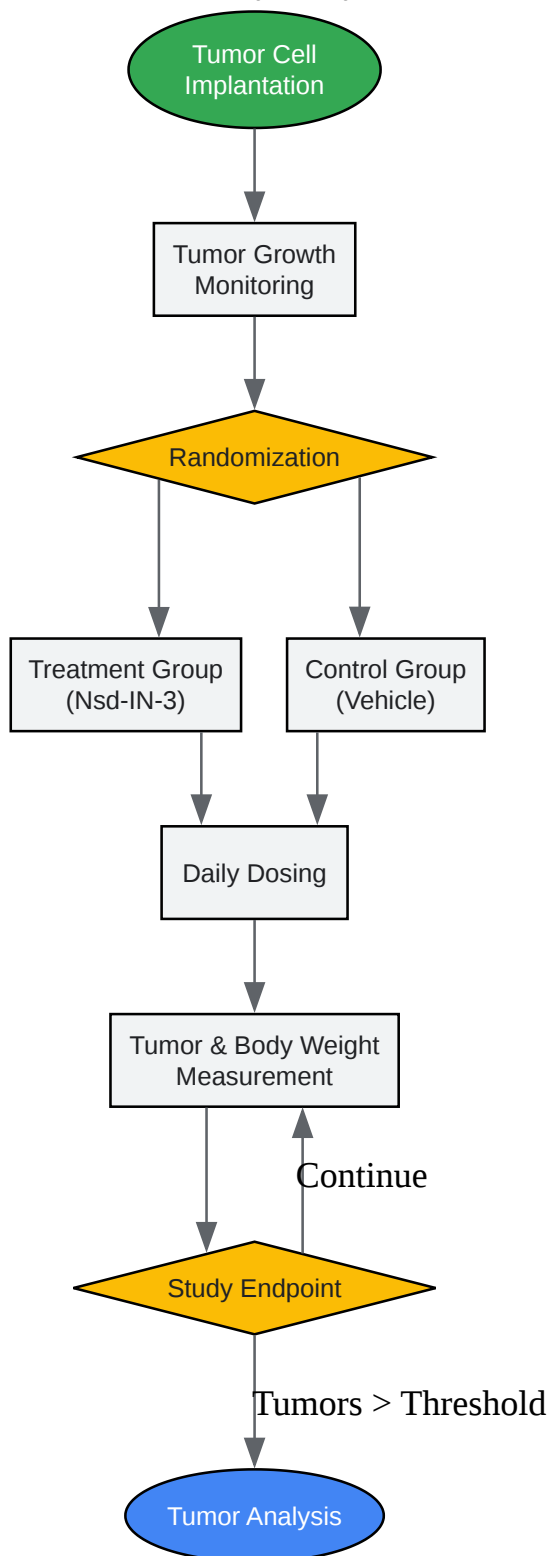 Tumor Cell
Implantation
Tumor Growth
Monitoring
Randomization
Treatment Group
(Nsd-IN-3)
Control Group
(Vehicle)
Daily Dosing
Tumor & Body Weight
Measurement
Continue
Study Endpoint
Tumors > Threshold
Tumor Analysis